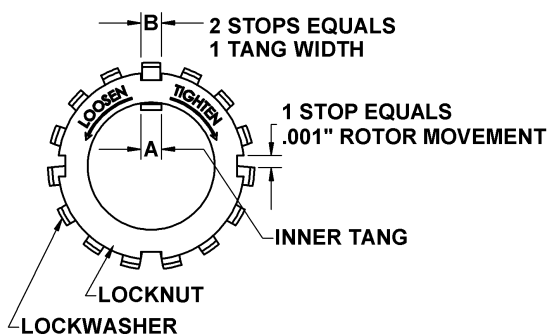 B
2 STOPS EQUALS
1 TANG WIDTH
LOOSEN
TIGHTEN
1 STOP EQUALS
.001" ROTOR MOVEMENT
A
INNER TANG
LOCKNUT
LOCKWASHER